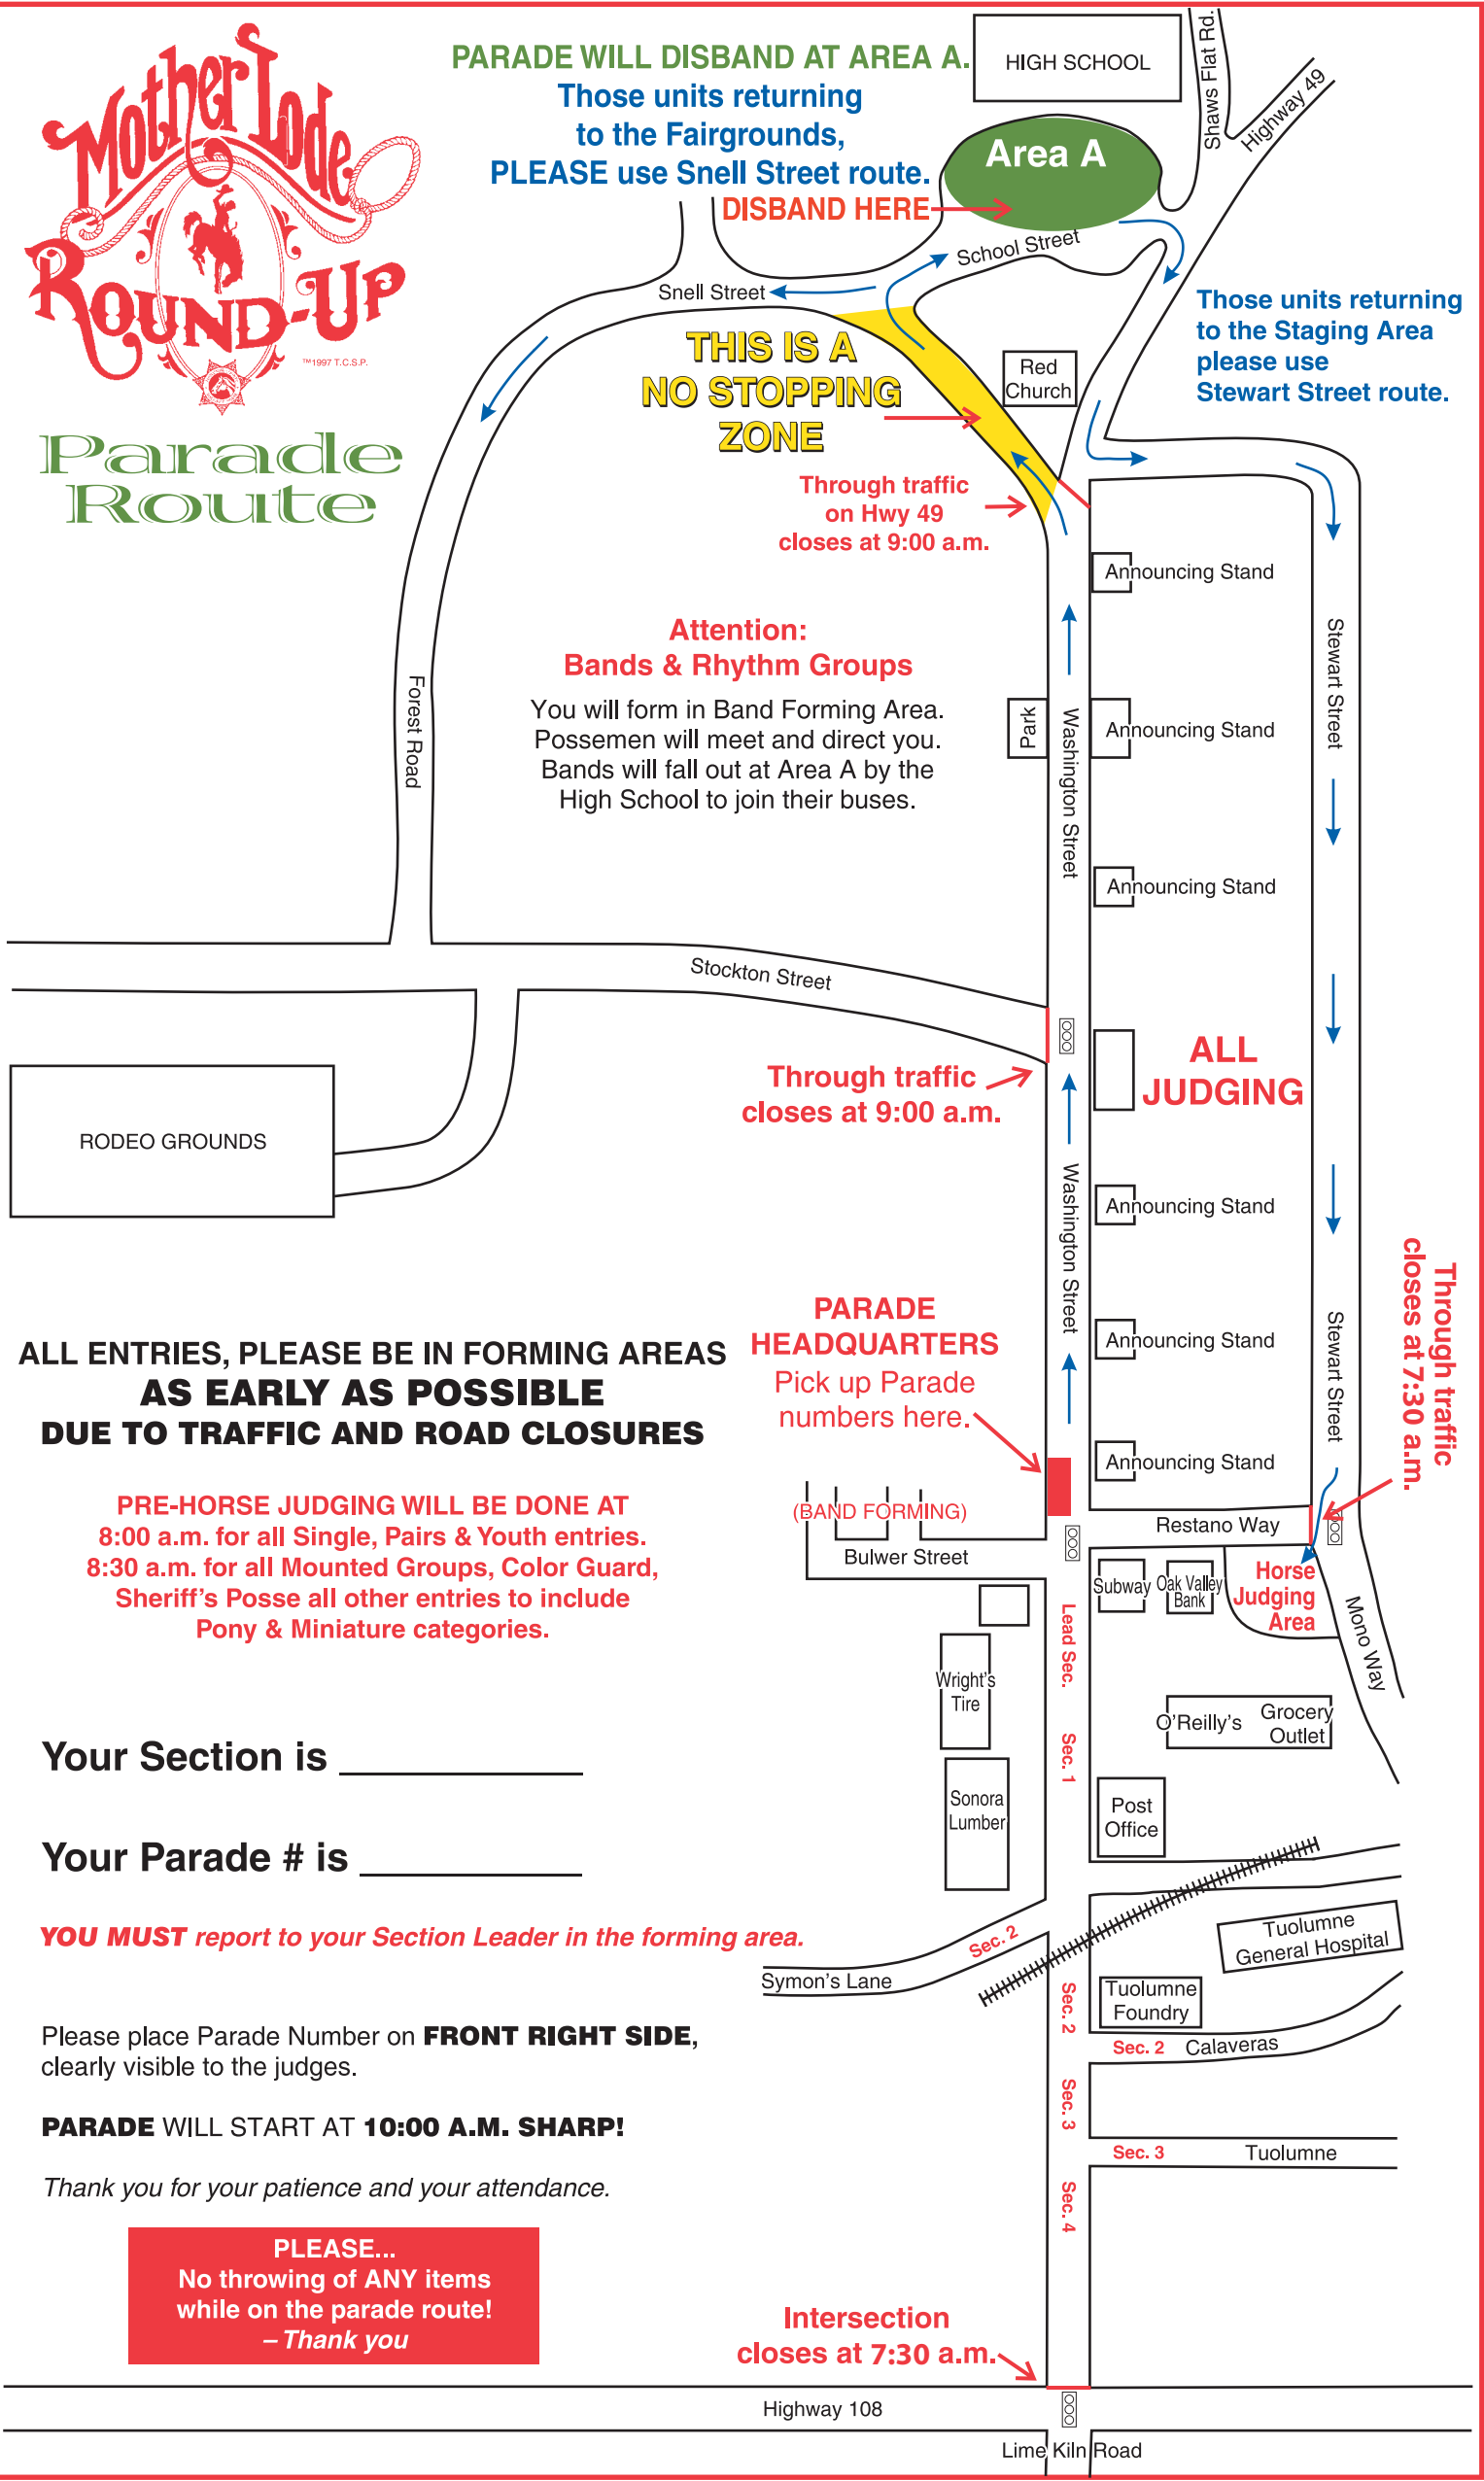 Mother Lode
ROUND-UP
™1997 T.C.S.P.
Parade
Route
PARADE WILL DISBAND AT AREA A.
Those units returning
to the Fairgrounds,
PLEASE use Snell Street route.
DISBAND HERE
HIGH SCHOOL
Area A
Shaws Flat Rd.
Highway 49
School Street
Snell Street
Those units returning
to the Staging Area
please use
Stewart Street route.
THIS IS A
NO STOPPING
ZONE
Red
Church
Through traffic
on Hwy 49
closes at 9:00 a.m.
Announcing Stand
Attention:
Bands & Rhythm Groups
You will form in Band Forming Area.
Possemen will meet and direct you.
Bands will fall out at Area A by the
High School to join their buses.
Forest Road
Park
Washington Street
Announcing Stand
Stewart Street
Announcing Stand
Stockton Street
ALL
JUDGING
Through traffic
closes at 9:00 a.m.
RODEO GROUNDS
Washington Street
Announcing Stand
Announcing Stand
Stewart Street
Through traffic
closes at 7:30 a.m.
PARADE
HEADQUARTERS
Pick up Parade
numbers here.
Announcing Stand
ALL ENTRIES, PLEASE BE IN FORMING AREAS
AS EARLY AS POSSIBLE
DUE TO TRAFFIC AND ROAD CLOSURES
PRE-HORSE JUDGING WILL BE DONE AT
8:00 a.m. for all Single, Pairs & Youth entries.
8:30 a.m. for all Mounted Groups, Color Guard,
Sheriff's Posse all other entries to include
Pony & Miniature categories.
(BAND FORMING)
Bulwer Street
Restano Way
Subway
Oak Valley
Bank
Horse
Judging
Area
Mono Way
Lead Sec.
Wright's
Tire
Sec. 1
O'Reilly's
Grocery
Outlet
Your Section is
Sonora
Lumber
Post
Office
Your Parade # is
YOU MUST report to your Section Leader in the forming area.
Sec. 2
Symon's Lane
Tuolumne
General Hospital
Sec. 2
Tuolumne
Foundry
Sec. 2 Calaveras
Please place Parade Number on FRONT RIGHT SIDE,
clearly visible to the judges.
Sec. 3
PARADE WILL START AT 10:00 A.M. SHARP!
Sec. 3 Tuolumne
Thank you for your patience and your attendance.
Sec. 4
PLEASE...
No throwing of ANY items
while on the parade route!
– Thank you
Intersection
closes at 7:30 a.m.
Highway 108
Lime Kiln Road